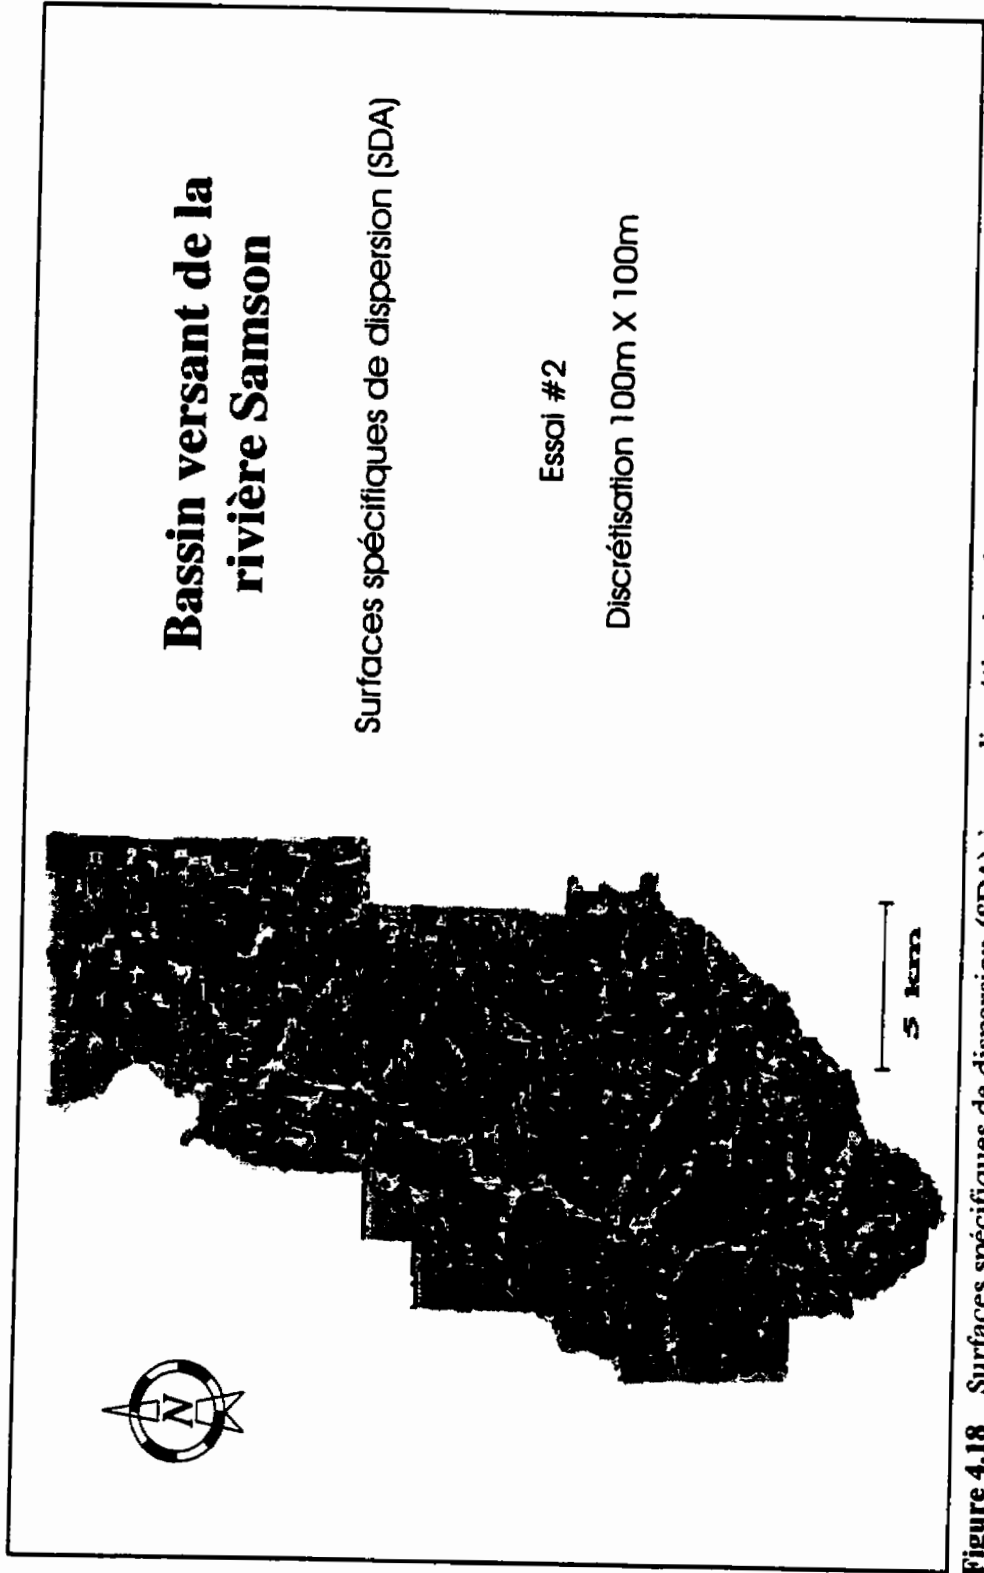 Bassin versant de la
rivière Samson
Surfaces spécifiques de dispersion (SDA)
Essai #2
Discrétisation 100m X 100m
N
5 km
Figure 4.18 Surfaces spécifiques de dispersion (SDA)